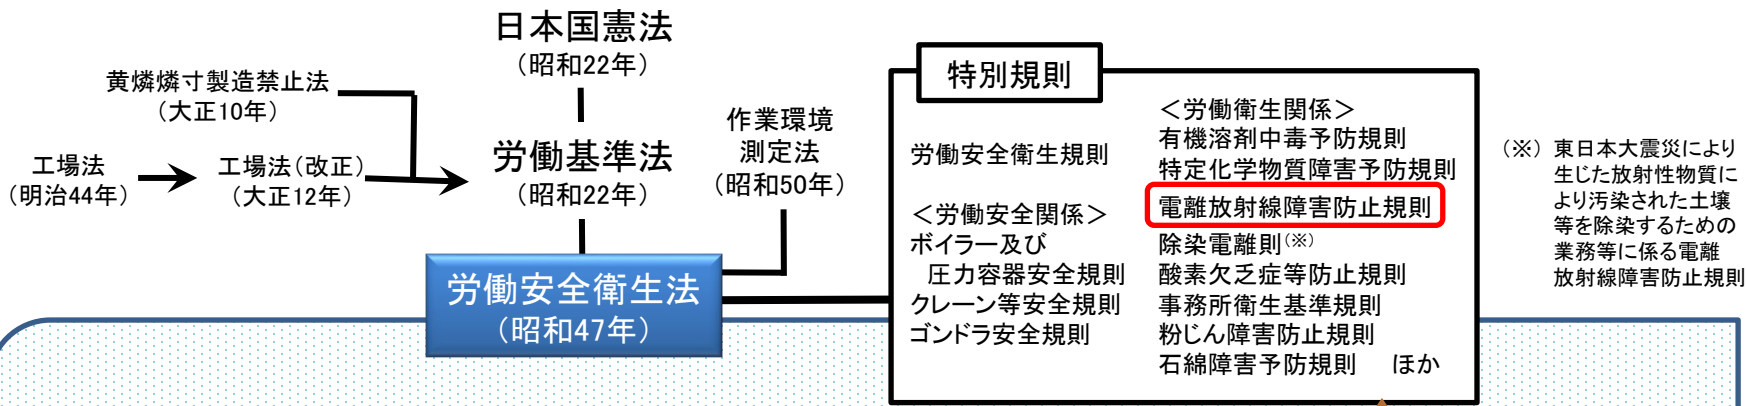 日本国憲法
（昭和22年）
黄燐燐寸製造禁止法
（大正10年）
工場法
（明治44年）
工場法（改正）
（大正12年）
労働基準法
（昭和22年）
作業環境
測定法
（昭和50年）
労働安全衛生法
（昭和47年）
特別規則
労働安全衛生規則
＜労働安全関係＞
ボイラー及び
圧力容器安全規則
クレーン等安全規則
ゴンドラ安全規則
＜労働衛生関係＞
有機溶剤中毒予防規則
特定化学物質障害予防規則
電離放射線障害防止規則
除染電離則(※)
酸素欠乏症等防止規則
事務所衛生基準規則
粉じん障害防止規則
石綿障害予防規則　ほか
（※）東日本大震災により
生じた放射性物質に
より汚染された土壌
等を除染するための
業務等に係る電離
放射線障害防止規則